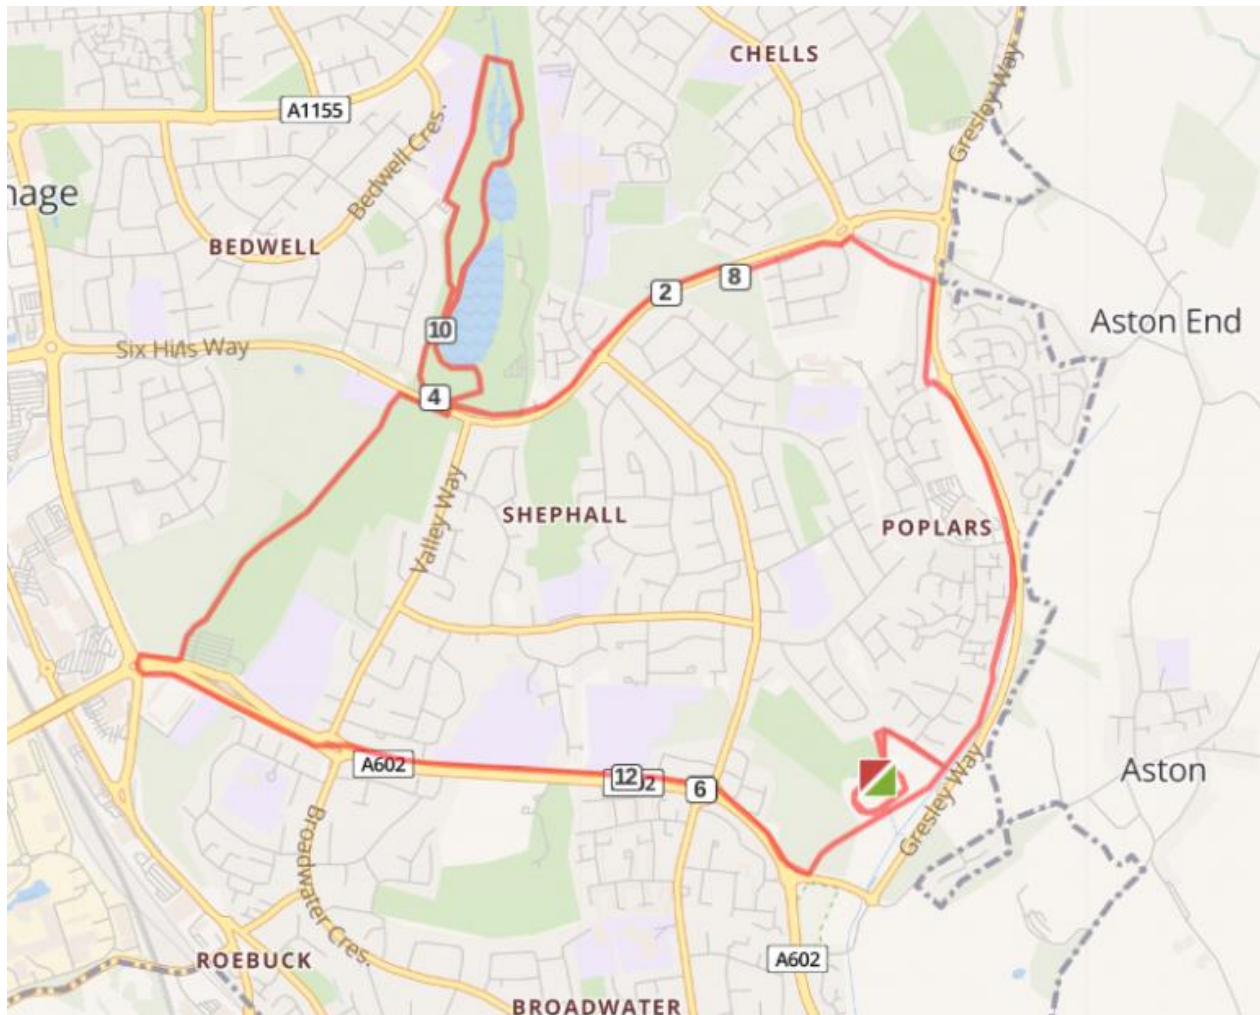 CHELLS
Gresley Way
A1155
Bedwell Cres.
nage
BEDWELL
2
8
10
Aston End
Six Hills Way
4
SHEPHALL
POPLARS
Valley Way
A602
12
6
Aston
Gresley Way
Broadwater Cres.
ROEBUCK
A602
BROADWATER